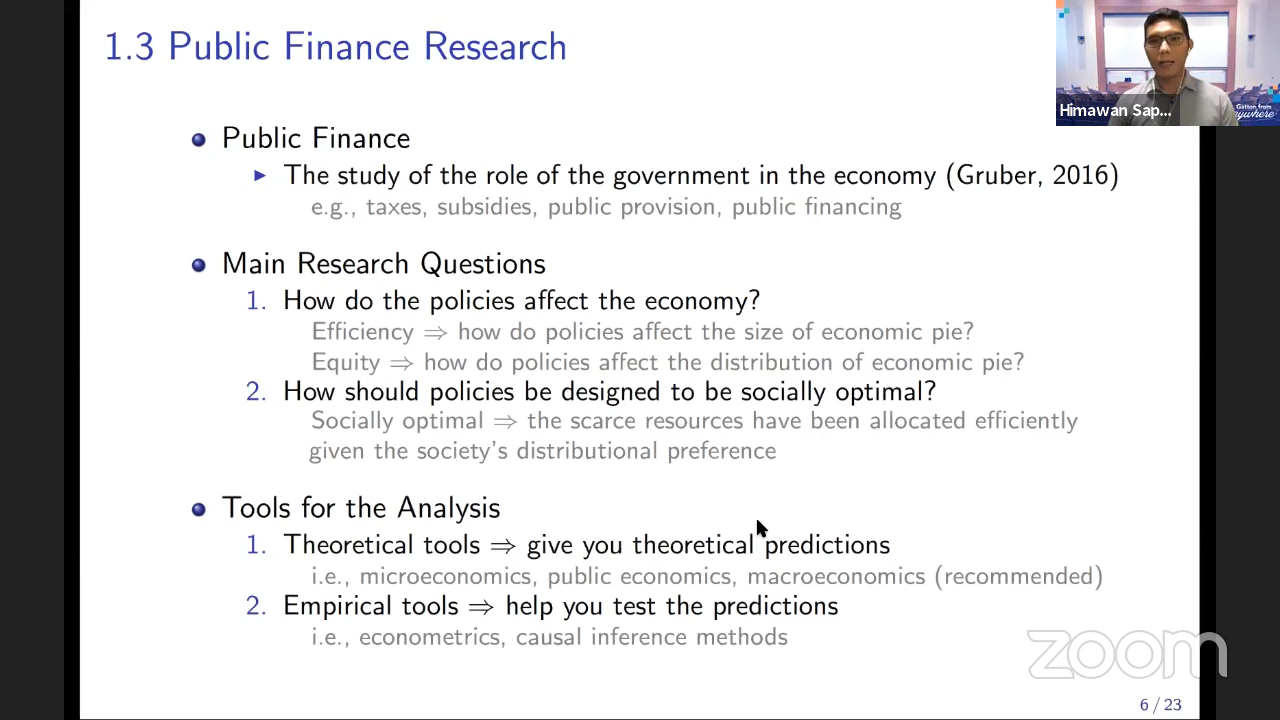 1.3 Public Finance Research
Himawan Sap...
Gatton from
Public Finance
The study of the role of the government in the economy (Gruber, 2016)
e.g., taxes, subsidies, public provision, public financing
Main Research Questions
1. How do the policies affect the economy?
Efficiency ⇒ how do policies affect the size of economic pie?
Equity ⇒ how do policies affect the distribution of economic pie?
2. How should policies be designed to be socially optimal?
Socially optimal ⇒ the scarce resources have been allocated efficiently
given the society's distributional preference
Tools for the Analysis
1. Theoretical tools ⇒ give you theoretical predictions
i.e., microeconomics, public economics, macroeconomics (recommended)
2. Empirical tools ⇒ help you test the predictions
i.e., econometrics, causal inference methods
zoom
6 / 23